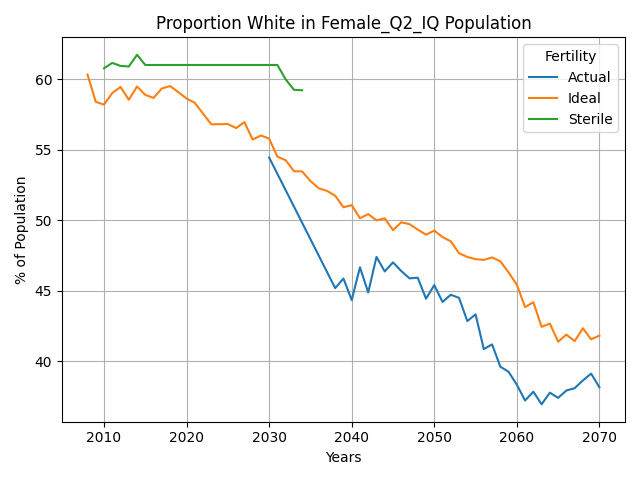 Proportion White in Female_Q2_IQ Population
% of Population
60
55
50
45
40
Fertility
Actual
Ideal
Sterile
2010
2020
2030
2040
2050
2060
2070
Years